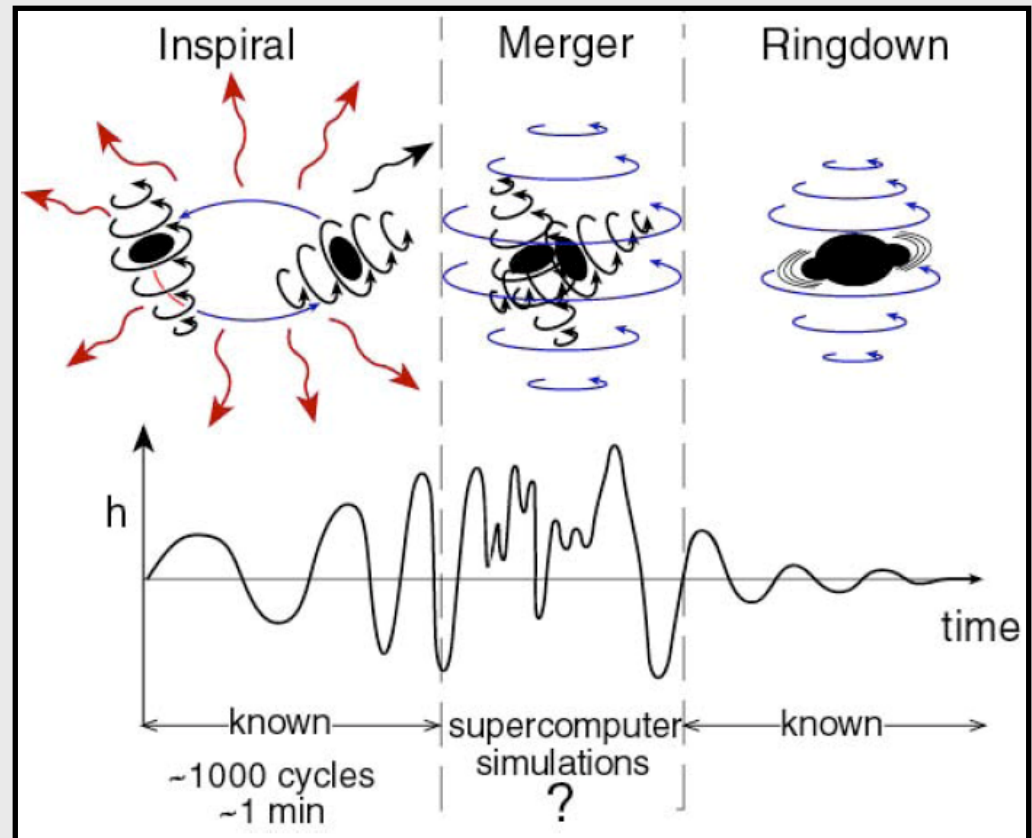 Inspiral
Merger
Ringdown
h
time
known
~1000 cycles
~1 min
supercomputer
simulations
?
known